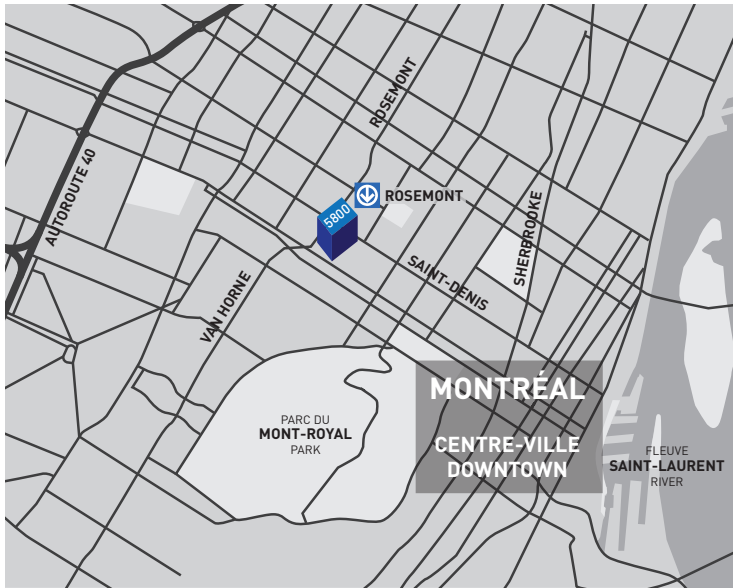 ROSEMONT
AUTOROUTE 40
ROSEMONT
5800
SHERBROOKE
SAINT-DENIS
VAN HORNE
MONTRÉAL
CENTRE-VILLE
DOWNTOWN
PARC DU
MONT-ROYAL
PARK
FLEUVE
SAINT-LAURENT
RIVER